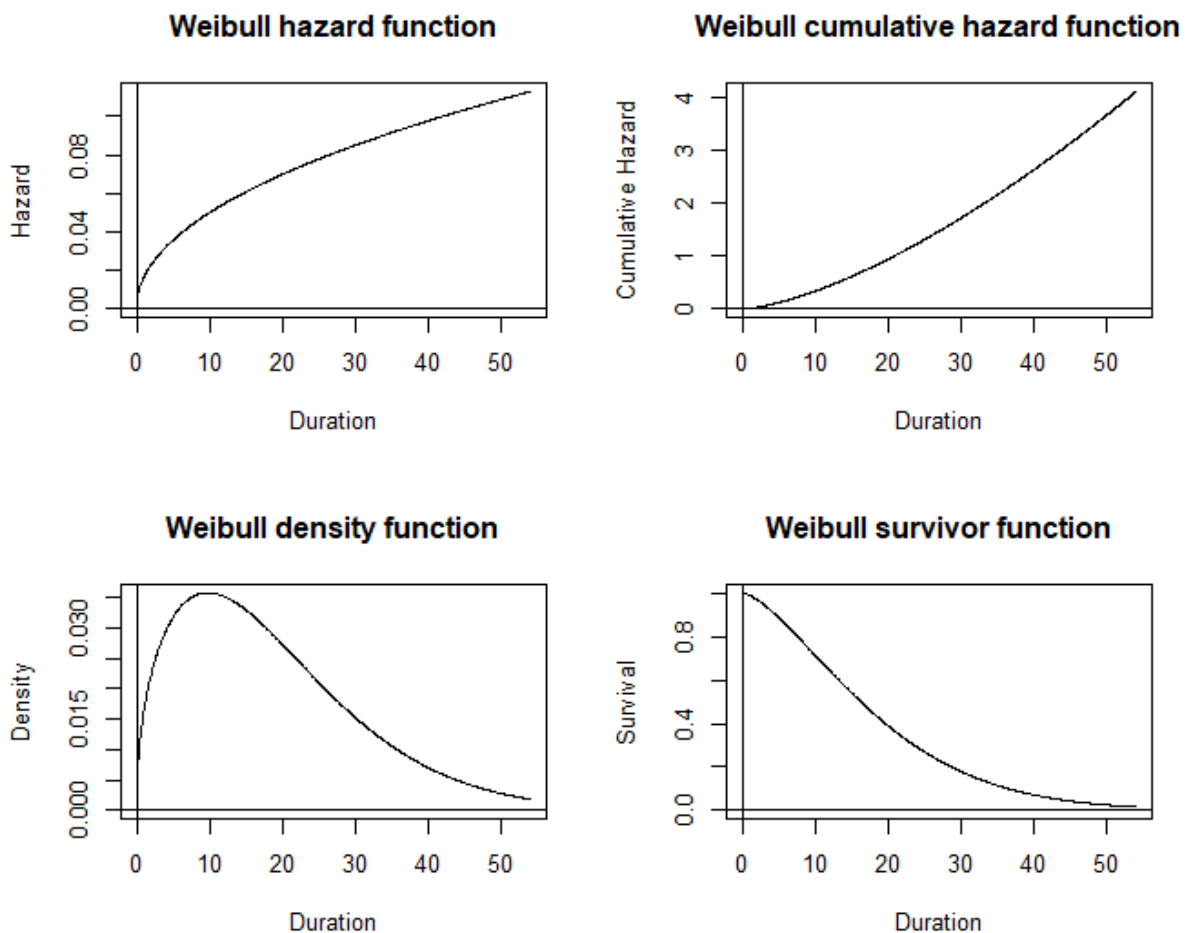 Weibull hazard function
Hazard
0.00 0.04 0.08
0 10 20 30 40 50
Duration
Weibull cumulative hazard function
Cumulative Hazard
0 1 2 3 4
0 10 20 30 40 50
Duration
Weibull density function
Density
0.000 0.015 0.030
0 10 20 30 40 50
Duration
Weibull survivor function
Survival
0.0 0.4 0.8
0 10 20 30 40 50
Duration